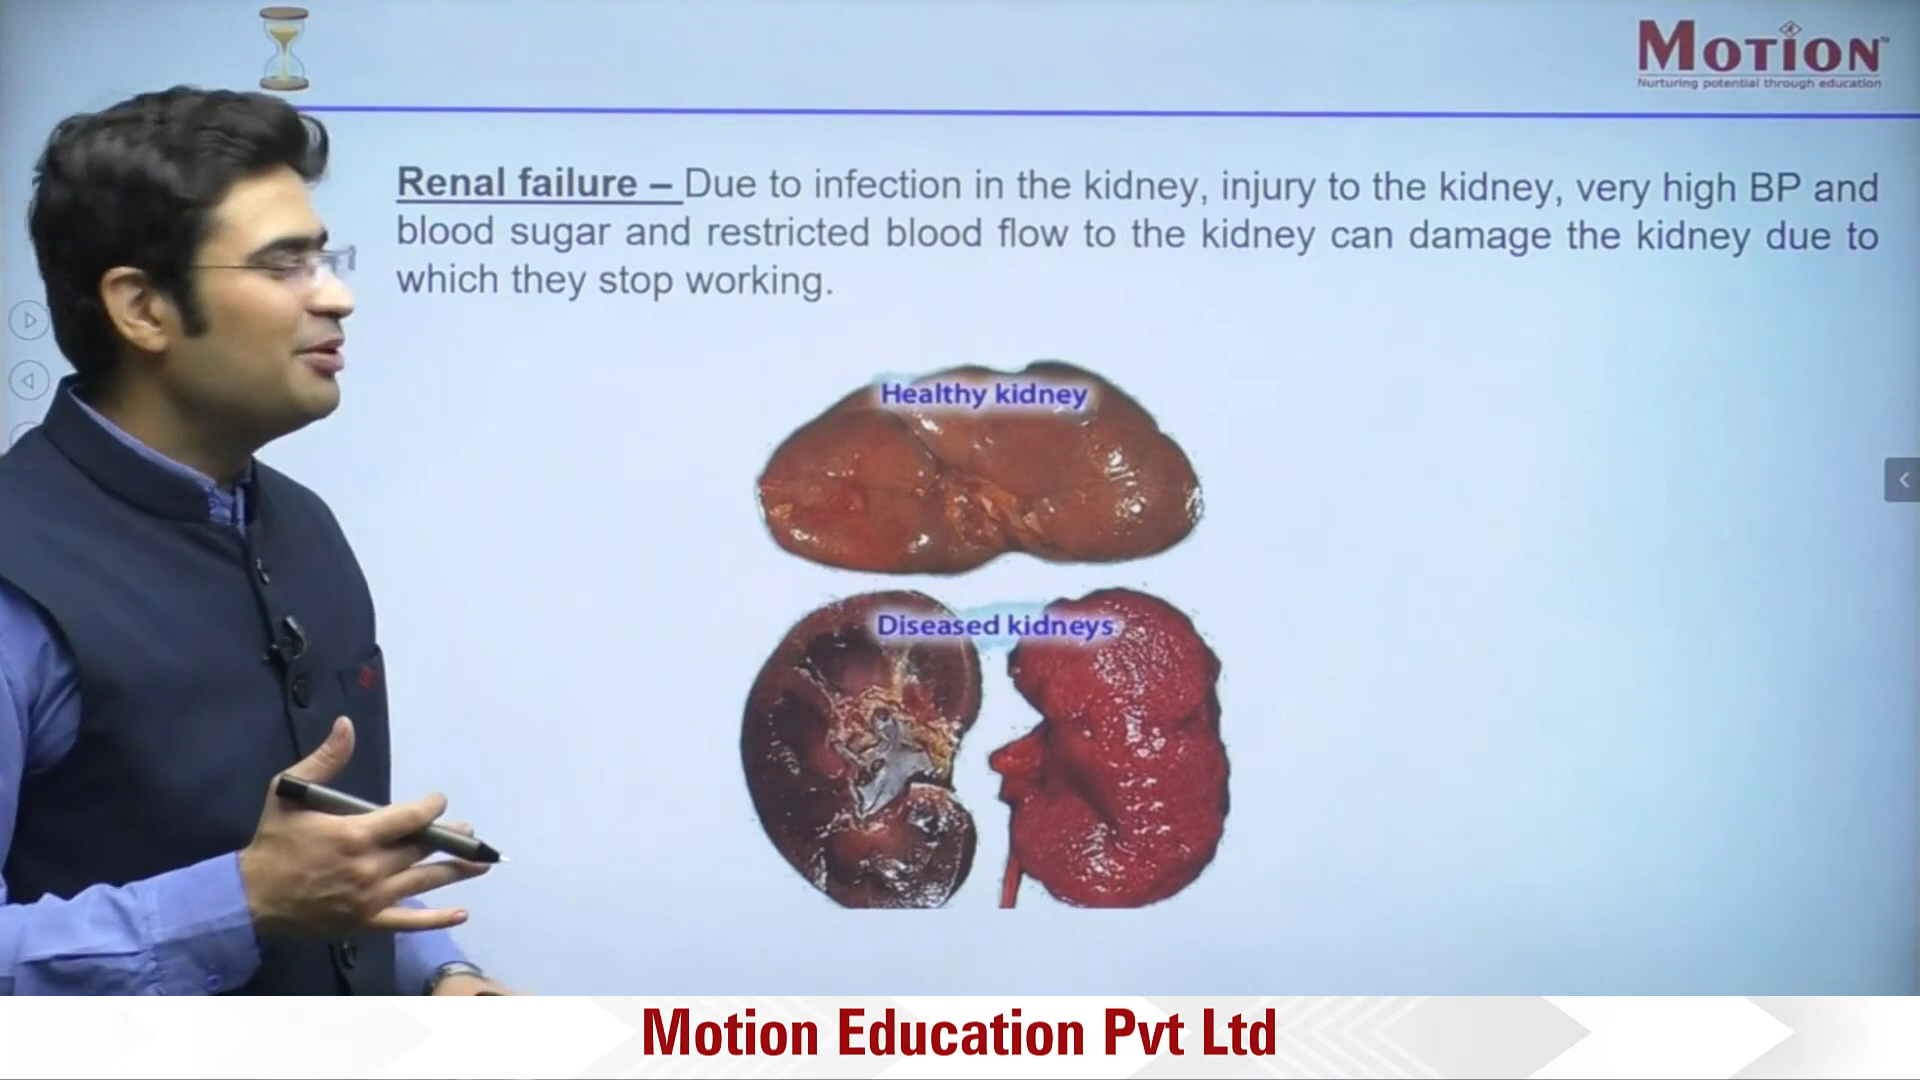 MOTION™
Nurturing potential through education
Renal failure – Due to infection in the kidney, injury to the kidney, very high BP and
blood sugar and restricted blood flow to the kidney can damage the kidney due to
which they stop working.
Healthy kidney
Diseased kidneys
Motion Education Pvt Ltd